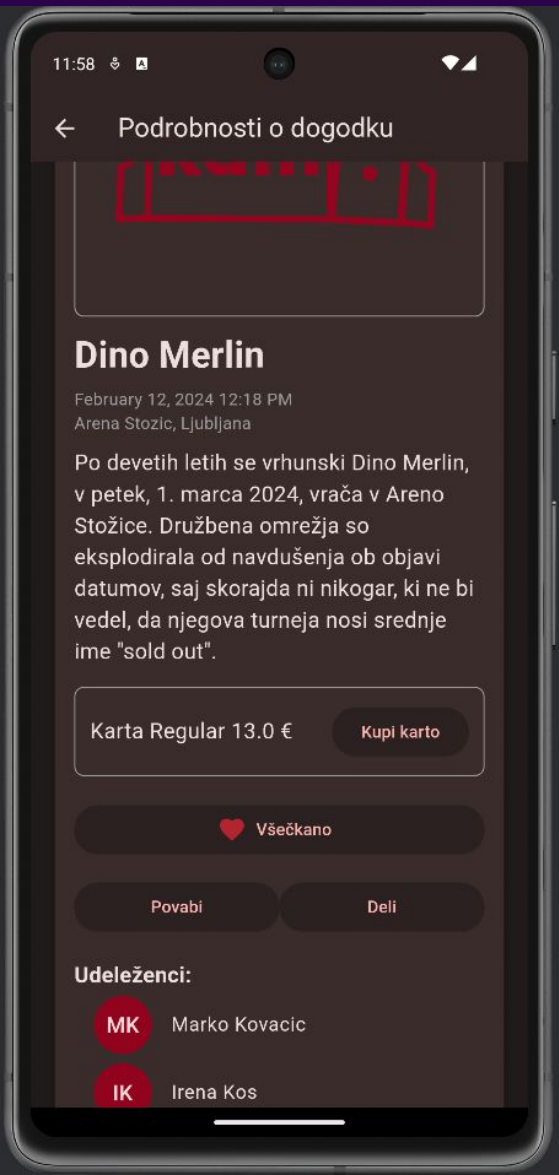 11:58
Podrobnosti o dogodku
Dino Merlin
February 12, 2024 12:18 PM
Arena Stozic, Ljubljana
Po devetih letih se vrhunski Dino Merlin,
v petek, 1. marca 2024, vrača v Areno
Stožice. Družbena omrežja so
eksplodirala od navdušenja ob objavi
datumov, saj skorajda ni nikogar, ki ne bi
vedel, da njegova turneja nosi srednje
ime "sold out".
Karta Regular 13.0 €
Kupi karto
Všečkano
Povabi
Deli
Udeleženci:
MK
Marko Kovacic
IK
Irena Kos